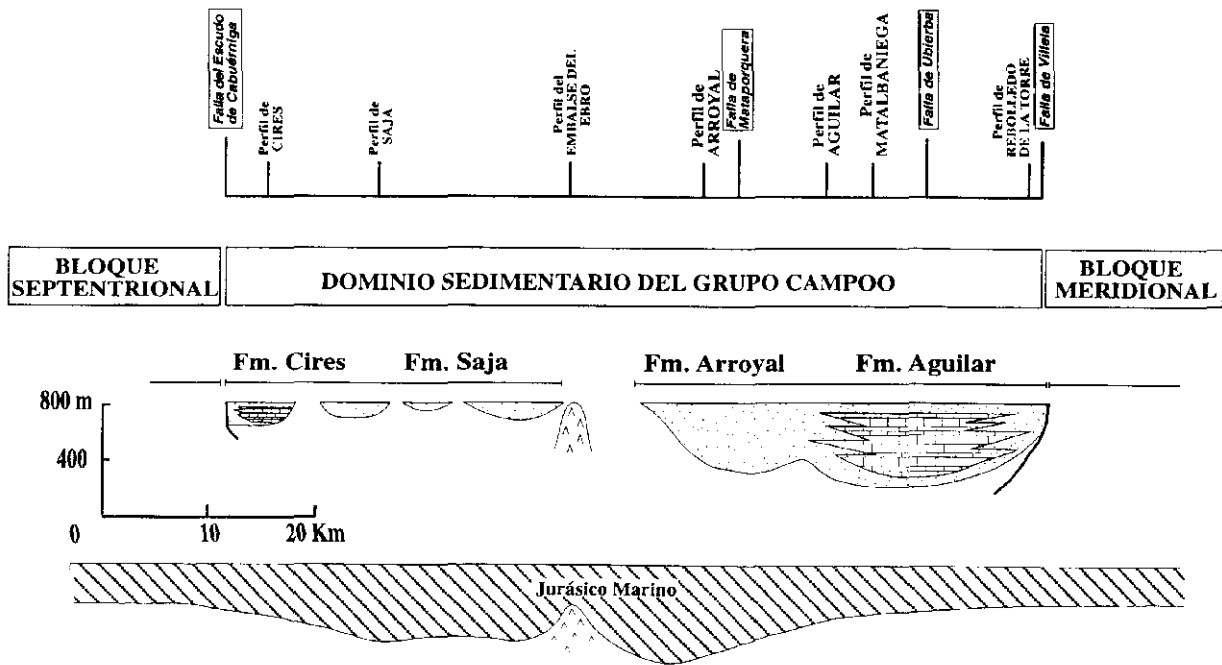 Falla del Escudo
de Cabuérniga
Perfil de
CIRES
Perfil de
SAJA
Perfil del
EMBALSE DEL
EBRO
Perfil de
ARROYAL
Falla de
Mataporquera
Perfil de
AGUILAR
Perfil de
MATALBANIEGA
Falla de Ubierba
Perfil de
REBOLLEDO
DE LA TORRE
Falla de Villela
BLOQUE
SEPTENTRIONAL
DOMINIO SEDIMENTARIO DEL GRUPO CAMPOO
BLOQUE
MERIDIONAL
Fm. Cires
Fm. Saja
Fm. Arroyal
Fm. Aguilar
800 m
400
0
10
20 Km
Jurásico Marino